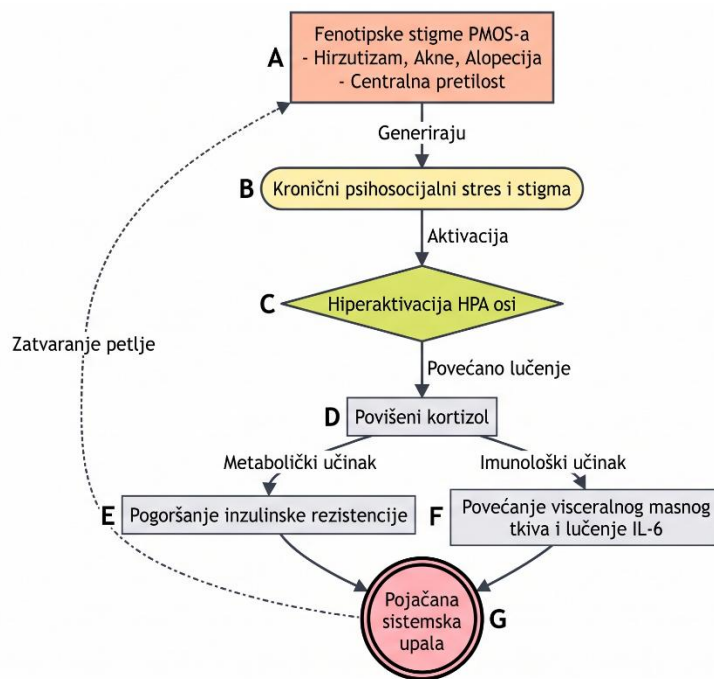 A
Fenotipske stigme PMOS-a
- Hirzutizam, Akne, Alopecija
- Centralna pretilost
Generiraju
B
Kronični psihosocijalni stres i stigma
Aktivacija
C
Hiperaktivacija HPA osi
Zatvaranje petlje
Povećano lučenje
D
Povišeni kortizol
Metabolički učinak
Imunološki učinak
E
Pogoršanje inzulinske rezistencije
F
Povećanje visceralnog masnog
tkiva i lučenje IL-6
Pojačana
sistemska
upala
G